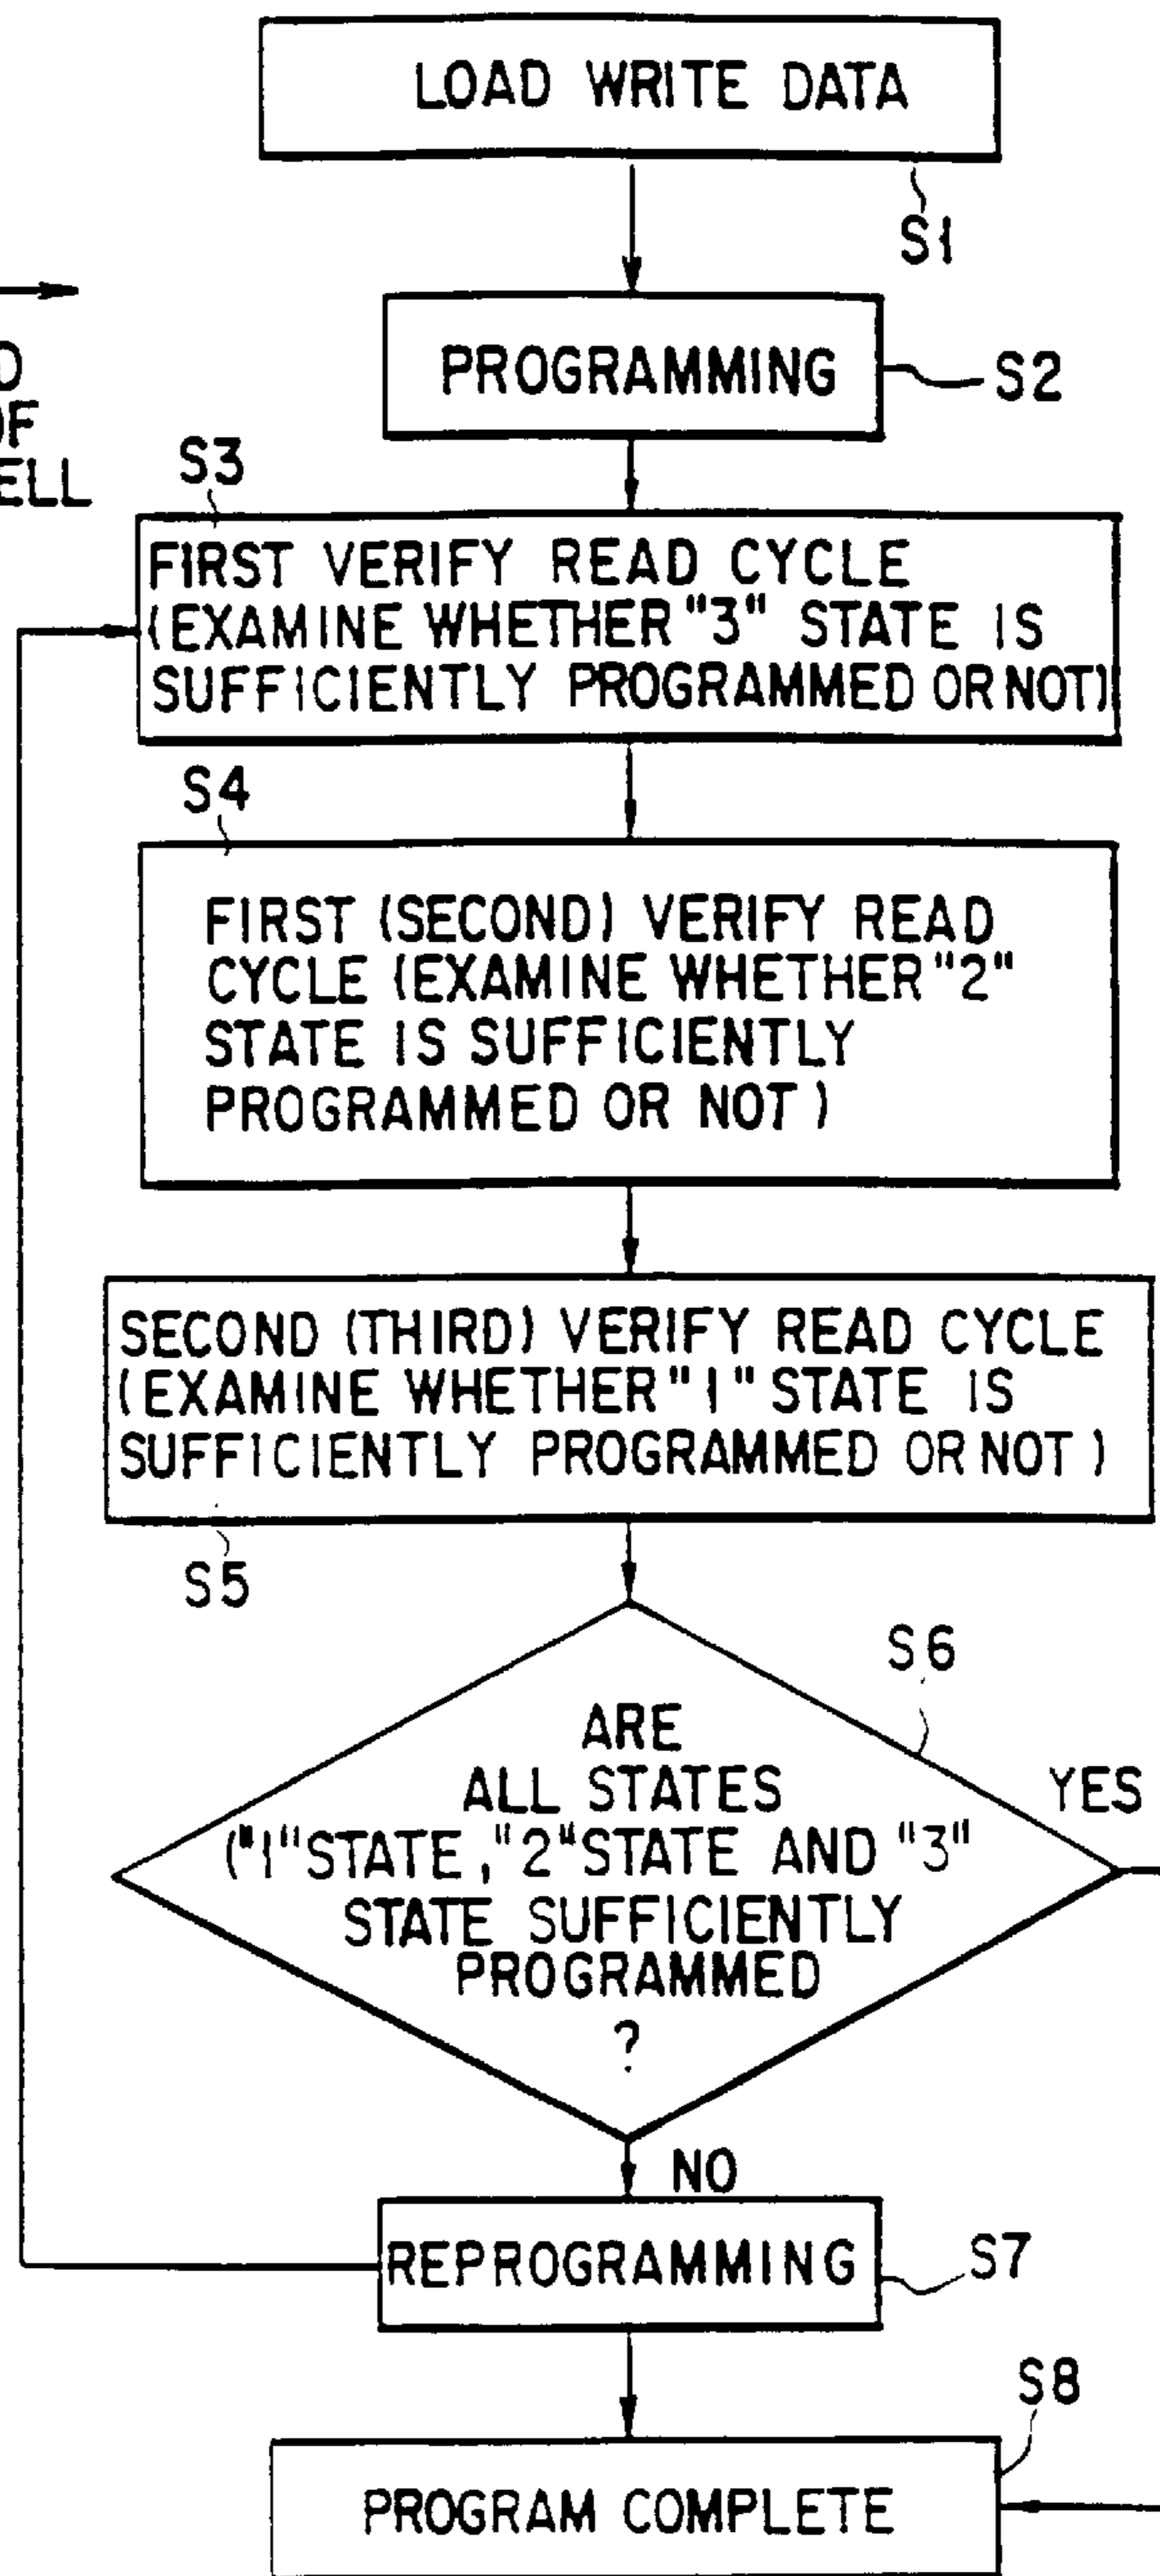 LOAD WRITE DATA
S1
PROGRAMMING
S2
D
OF
ELL
S3
FIRST VERIFY READ CYCLE
(EXAMINE WHETHER "3" STATE IS
SUFFICIENTLY PROGRAMMED OR NOT)
S4
FIRST (SECOND) VERIFY READ
CYCLE (EXAMINE WHETHER "2"
STATE IS SUFFICIENTLY
PROGRAMMED OR NOT)
SECOND (THIRD) VERIFY READ CYCLE
(EXAMINE WHETHER "1" STATE IS
SUFFICIENTLY PROGRAMMED OR NOT)
S5
S6
ARE
ALL STATES
("1" STATE, "2" STATE AND "3"
STATE SUFFICIENTLY
PROGRAMMED
?
YES
NO
REPROGRAMMING
S7
S8
PROGRAM COMPLETE